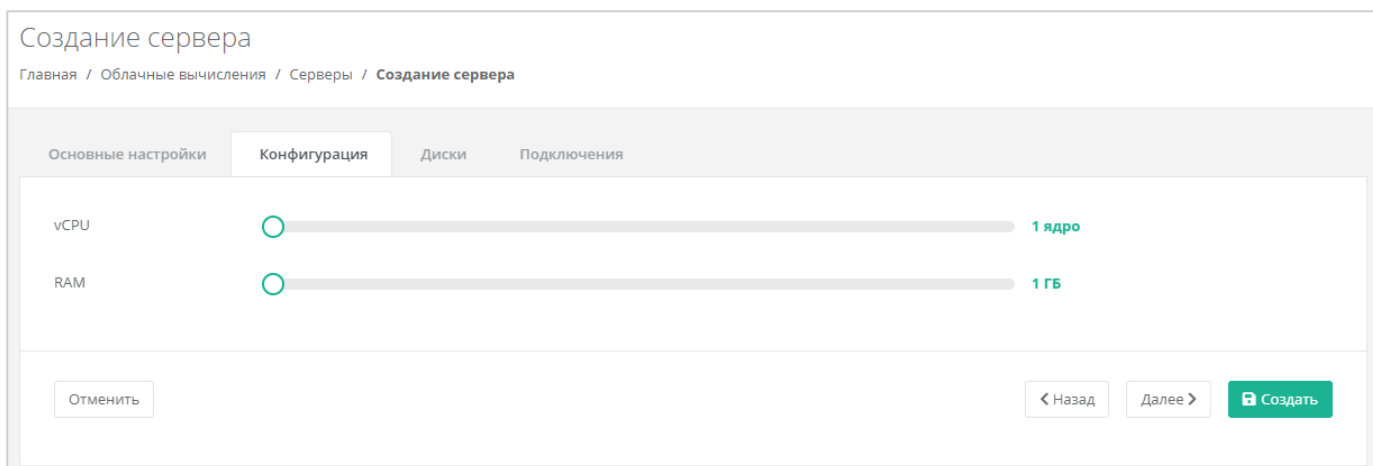 Создание сервера
Главная / Облачные вычисления / Серверы / Создание сервера
Основные настройки Конфигурация Диски Подключения
vCPU 1 ядро
RAM 1 ГБ
Отменить Назад Далее Создать